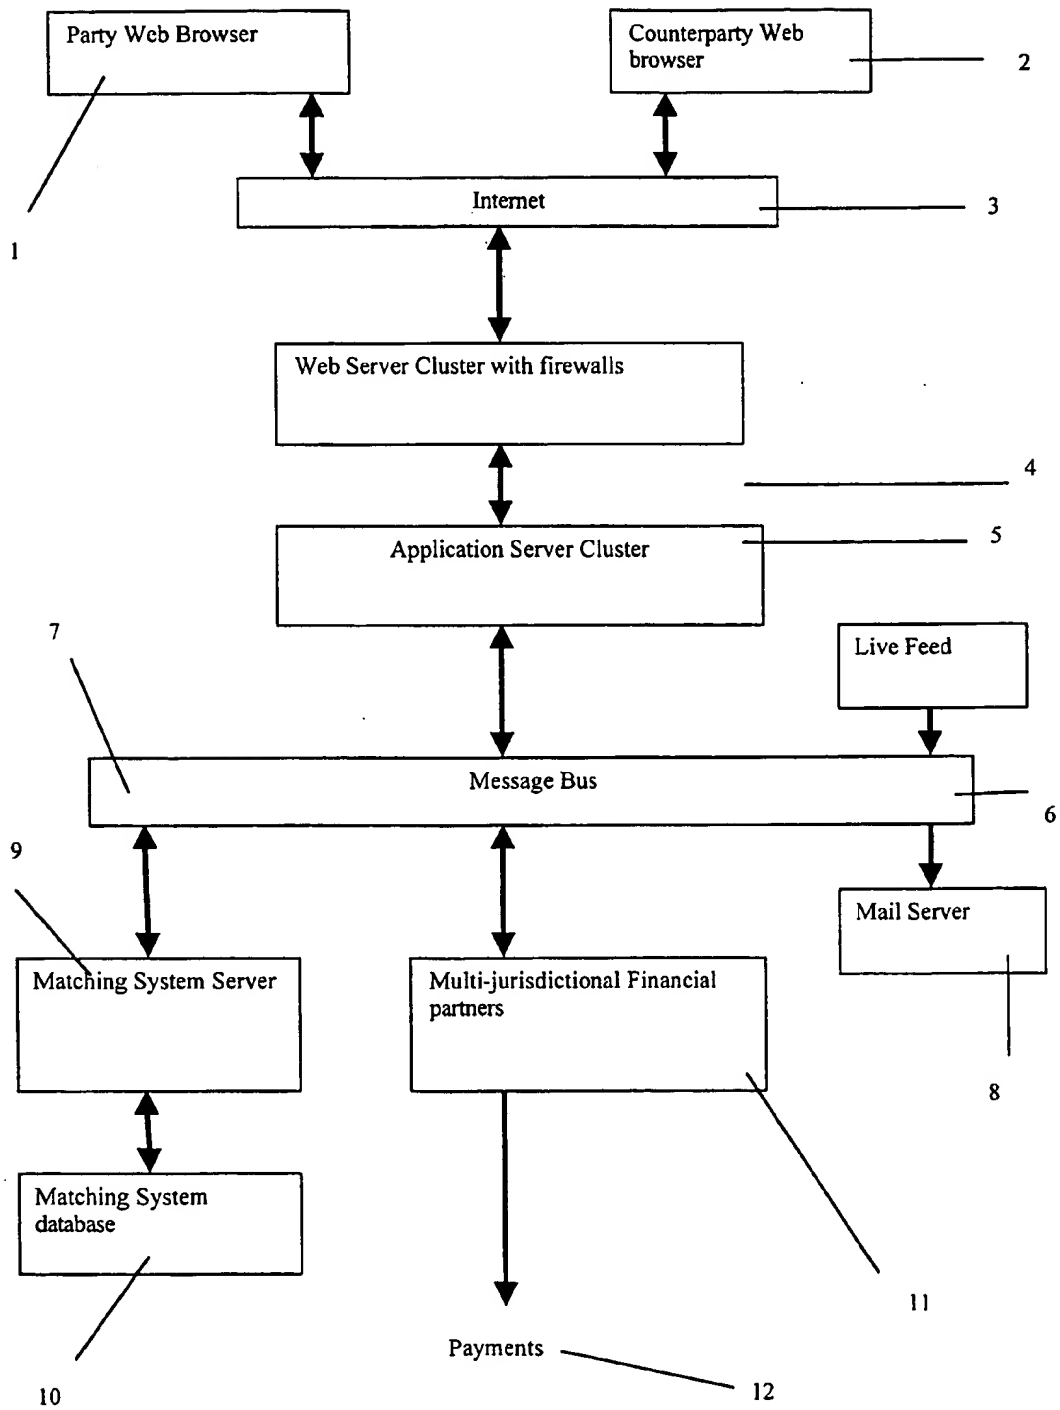 Party Web Browser
Counterparty Web
browser
2
Internet
3
1
Web Server Cluster with firewalls
4
Application Server Cluster
5
7
Live Feed
Message Bus
6
9
Mail Server
Matching System Server
Multi-jurisdictional Financial
partners
8
Matching System
database
11
Payments
12
10